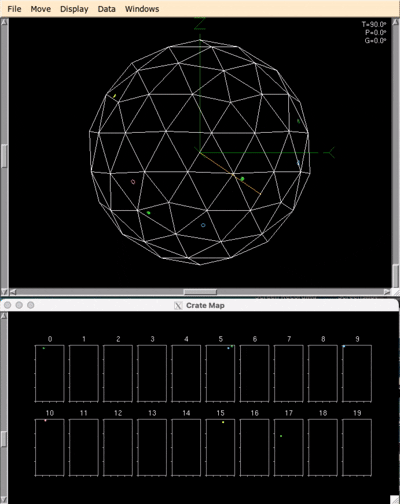 File Move Display Data Windows
T=90.0°
P=0.0°
G=0.0°
Z
Y
Crate Map
0 1 2 3 4 5 6 7 8 9
10 11 12 13 14 15 16 17 18 19